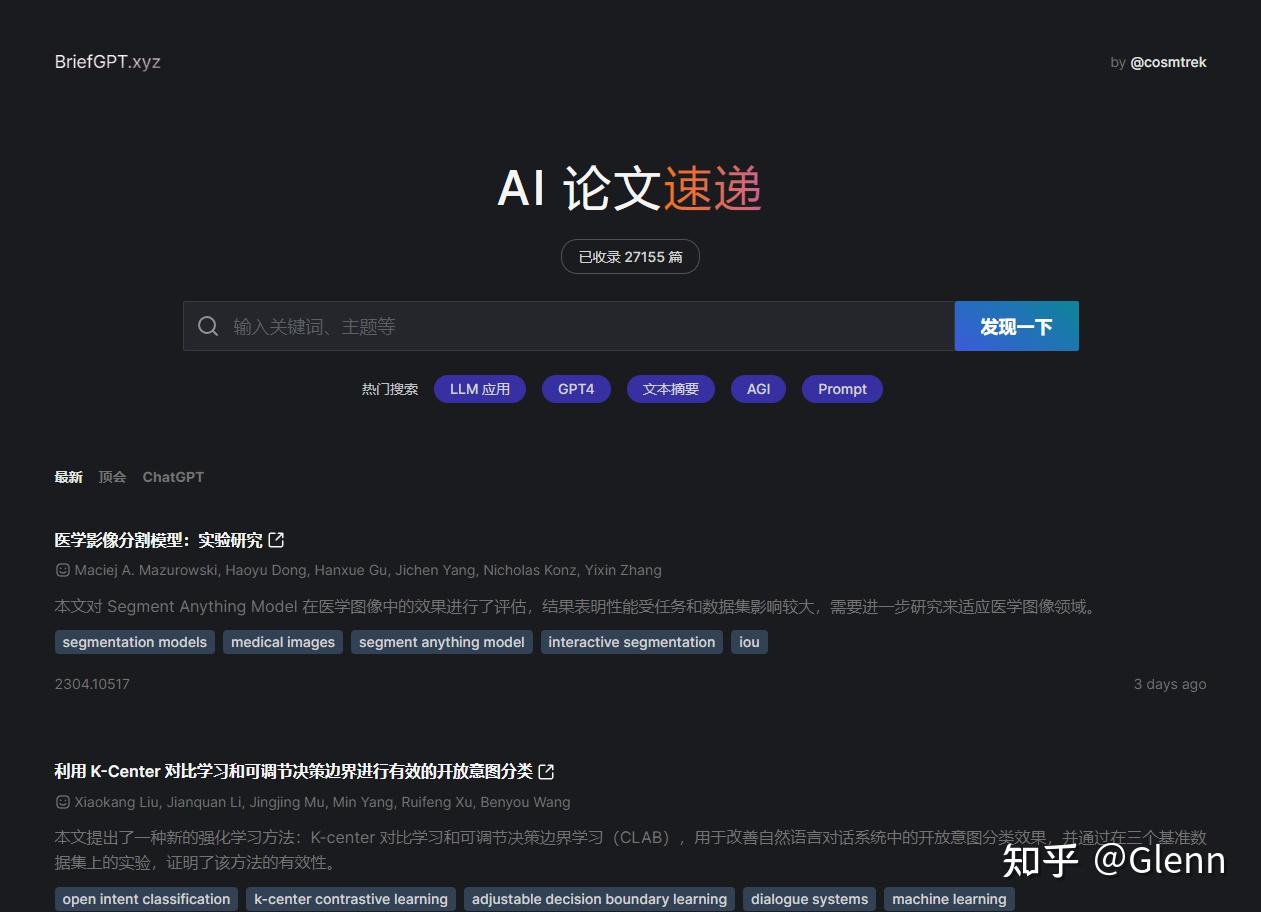 BriefGPT.xyz
by @cosmtrek
AI 论文速递
已收录 27155 篇
输入关键词、主题等
发现一下
热门搜索 LLM 应用 GPT4 文本摘要 AGI Prompt
最新 顶会 ChatGPT
医学影像分割模型：实验研究
Maciej A. Mazurowski, Haoyu Dong, Hanxue Gu, Jichen Yang, Nicholas Konz, Yixin Zhang
本文对 Segment Anything Model 在医学图像中的效果进行了评估，结果表明性能受任务和数据集影响较大，需要进一步研究来适应医学图像领域。
segmentation models medical images segment anything model interactive segmentation iou
2304.10517
3 days ago
利用 K-Center 对比学习和可调节决策边界进行有效的开放意图分类
Xiaokang Liu, Jianquan Li, Jingjing Mu, Min Yang, Ruifeng Xu, Benyou Wang
本文提出了一种新的强化学习方法：K-center 对比学习和可调节决策边界学习（CLAB），用于改善自然语言对话系统中的开放意图分类效果，并通过在三个基准数
据集上的实验，证明了该方法的有效性。
知乎 @Glenn
open intent classification k-center contrastive learning adjustable decision boundary learning dialogue systems machine learning